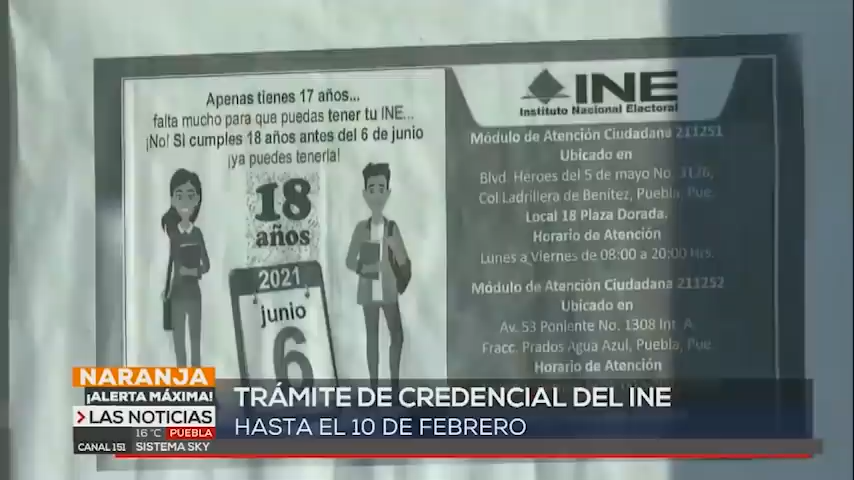 Apenas tienes 17 años...
falta mucho para que puedas tener tu INE...
¡No! Si cumples 18 años antes del 6 de junio
¡ya puedes tenerla!
18
años
2021
junio
6
INE
Instituto Nacional Electoral
Módulo de Atención Ciudadana 211251
Ubicado en
Blvd. Héroes del 5 de mayo No. 3126,
Col Ladrillera de Benítez, Puebla, Pue.
Local 18 Plaza Dorada.
Horario de Atención
Lunes a Viernes de 08:00 a 20:00 Hrs.
Módulo de Atención Ciudadana 211252
Ubicado en
Av. 53 Poniente No. 1308 Int. A
Fracc. Prados Agua Azul, Puebla, Pue.
Horario de Atención
NARANJA
¡ALERTA MÁXIMA!
LAS NOTICIAS
16 °C PUEBLA
CANAL 151 SISTEMA SKY
TRÁMITE DE CREDENCIAL DEL INE
HASTA EL 10 DE FEBRERO